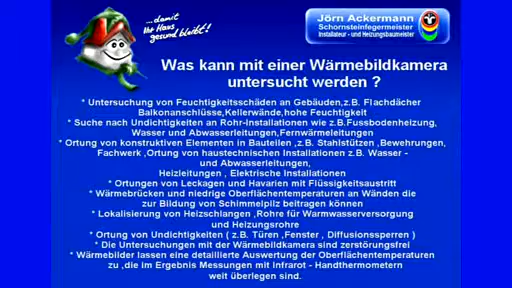 ...damit
Ihr Haus
gesund bleibt!
Jörn Ackermann
Schornsteinfegermeister
Installateur - und Heizungsbaumeister
Was kann mit einer Wärmebildkamera
untersucht werden ?
* Untersuchung von Feuchtigkeitsschäden an Gebäuden,z.B. Flachdächer
Balkonanschlüsse,Kellerwände,hohe Feuchtigkeit
* Suche nach Undichtigkeiten an Rohr-Installationen wie z.B.Fussbodenheizung,
Wasser und Abwasserleitungen,Fernwärmeleitungen
* Ortung von konstruktiven Elementen in Bauteilen ,z.B. Stahlstützen ,Bewehrungen,
Fachwerk ,Ortung von haustechnischen Installationen z.B. Wasser -
und Abwasserleitungen,
Heizleitungen , Elektrische Installationen
* Ortungen von Leckagen und Havarien mit Flüssigkeitsaustritt
* Wärmebrücken und niedrige Oberflächentemperaturen an Wänden die
zur Bildung von Schimmelpilz beitragen können
* Lokalisierung von Heizschlangen ,Rohre für Warmwasserversorgung
und Heizungsrohre
* Ortung von Undichtigkeiten ( z.B. Türen ,Fenster , Diffusionsperren )
* Die Untersuchungen mit der Wärmebildkamera sind zerstörungsfrei
* Wärmebilder lassen eine detaillierte Auswertung der Oberflächentemperaturen
zu ,die im Ergebnis Messungen mit Infrarot - Handthermometern
weit überlegen sind.